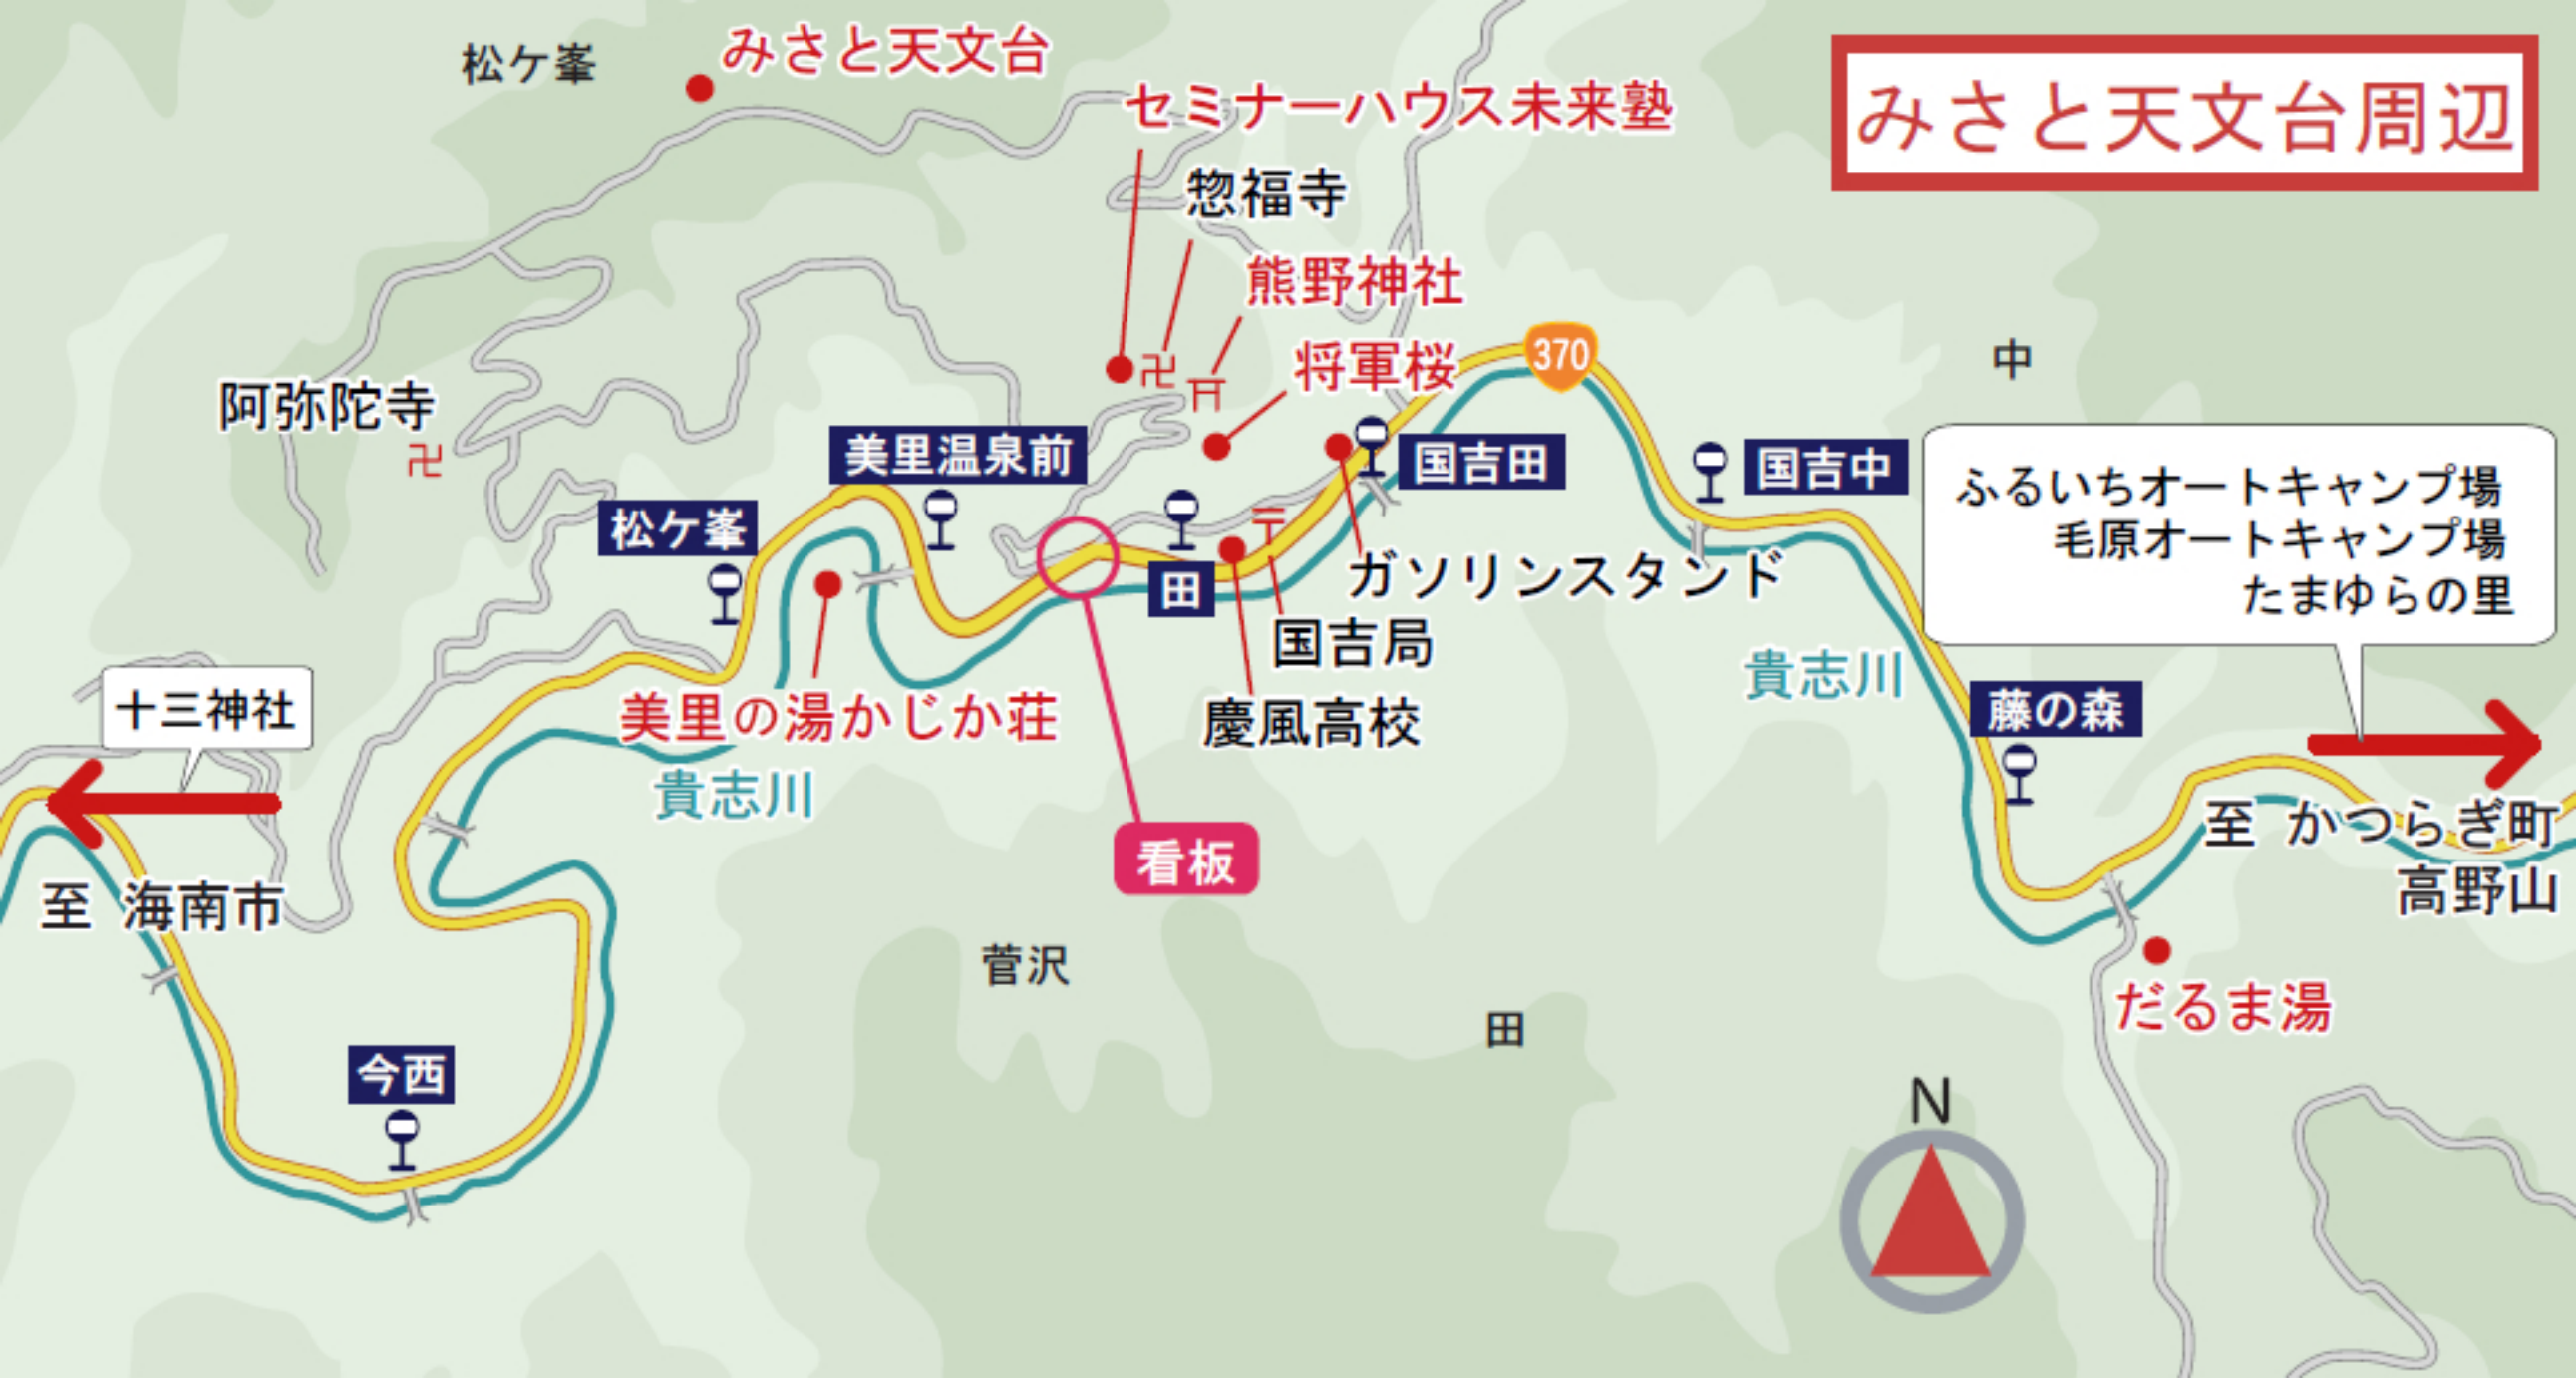 松ケ峯
みさと天文台
セミナーハウス未来塾
みさと天文台周辺
惣福寺
熊野神社
将軍桜
370
中
阿弥陀寺
美里温泉前
国吉田
国吉中
ふるいちオートキャンプ場
毛原オートキャンプ場
たまゆらの里
松ケ峯
田
ガソリンスタンド
国吉局
貴志川
十三神社
美里の湯かじか荘
慶風高校
藤の森
貴志川
看板
至 かつらぎ町
高野山
至 海南市
菅沢
田
だるま湯
今西
N